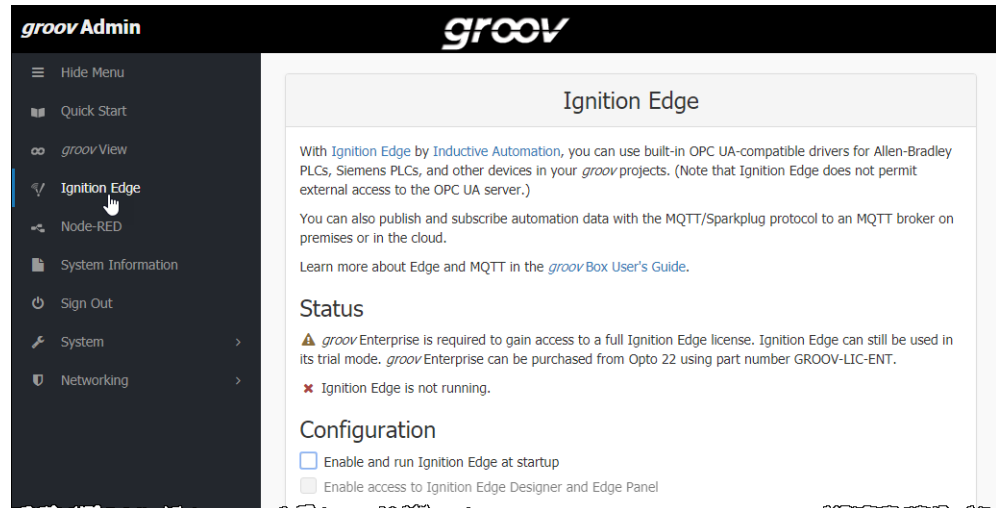 groov Admin
groov
Hide Menu
Quick Start
groov View
Ignition Edge
Node-RED
System Information
Sign Out
System
Networking
Ignition Edge
With Ignition Edge by Inductive Automation, you can use built-in OPC UA-compatible drivers for Allen-Bradley
PLCs, Siemens PLCs, and other devices in your groov projects. (Note that Ignition Edge does not permit
external access to the OPC UA server.)
You can also publish and subscribe automation data with the MQTT/Sparkplug protocol to an MQTT broker on
premises or in the cloud.
Learn more about Edge and MQTT in the groov Box User's Guide.
Status
groov Enterprise is required to gain access to a full Ignition Edge license. Ignition Edge can still be used in
its trial mode. groov Enterprise can be purchased from Opto 22 using part number GROOV-LIC-ENT.
Ignition Edge is not running.
Configuration
Enable and run Ignition Edge at startup
Enable access to Ignition Edge Designer and Edge Panel